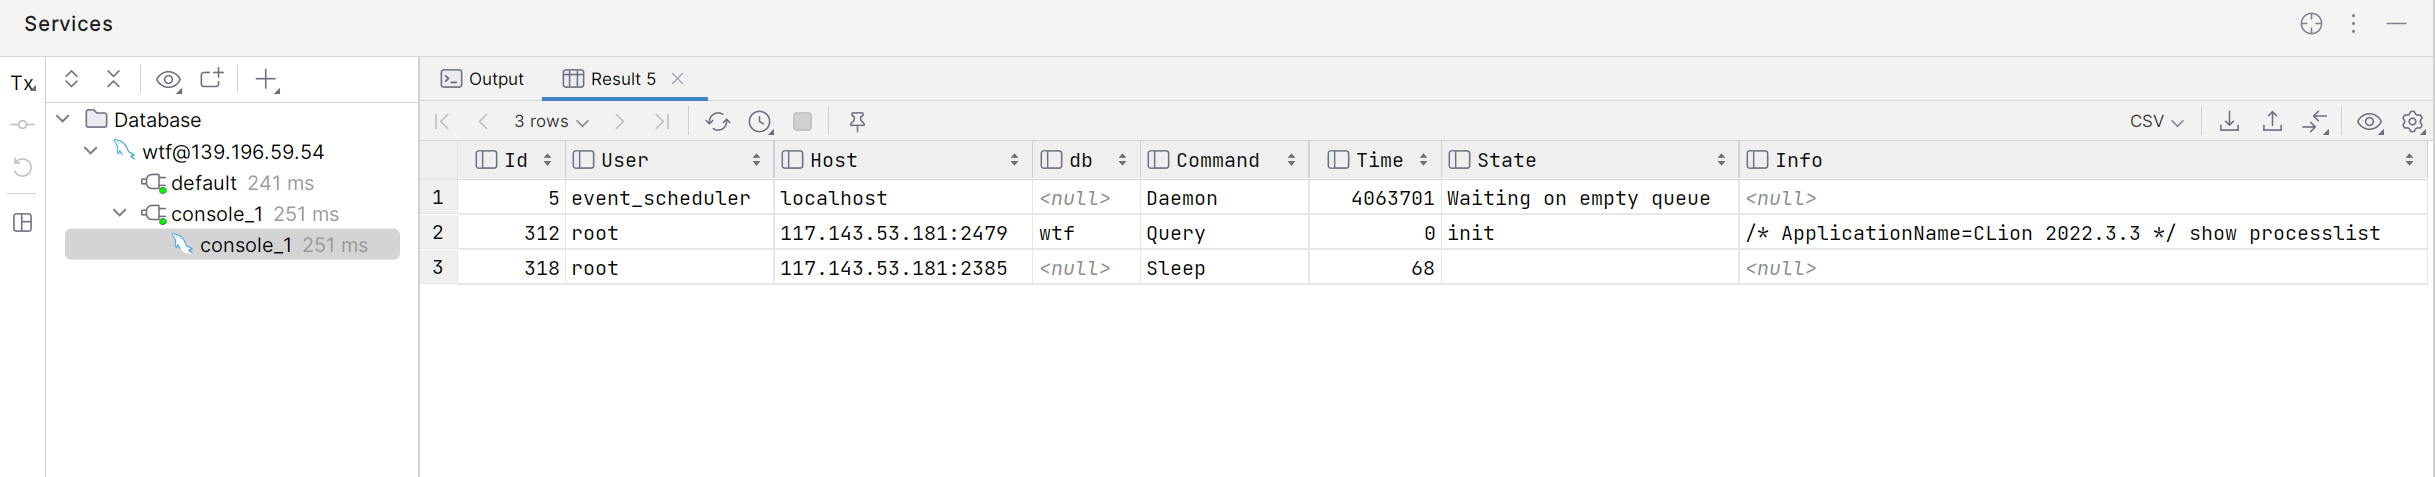 Services
Tx
Output
Result 5
Database
wtf@139.196.59.54
default 241 ms
console_1 251 ms
console_1 251 ms
3 rows
CSV
Id User Host db Command Time State Info
1 5 event_scheduler localhost <null> Daemon 4063701 Waiting on empty queue <null>
2 312 root 117.143.53.181:2479 wtf Query 0 init /* ApplicationName=CLion 2022.3.3 */ show processlist
3 318 root 117.143.53.181:2385 <null> Sleep 68 <null>